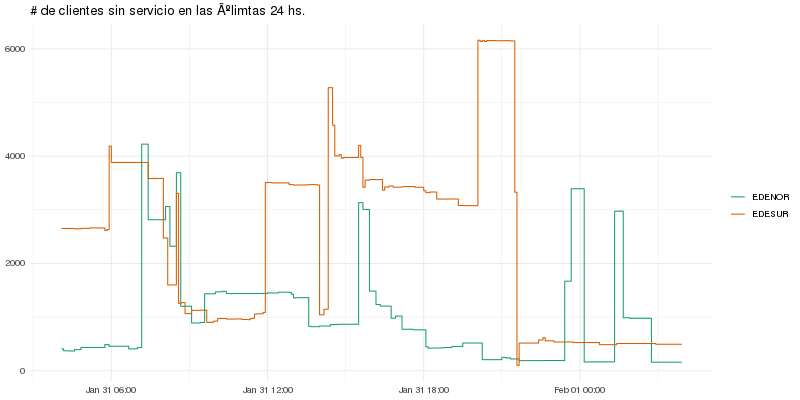 # de clientes sin servicio en las Ãºlimtas 24 hs.
6000
4000
2000
0
Jan 31 06:00
Jan 31 12:00
Jan 31 18:00
Feb 01 00:00
EDENOR
EDESUR